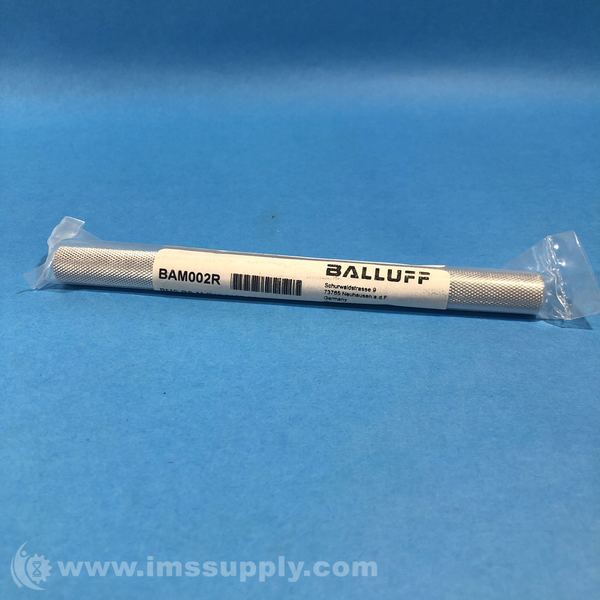 BAM002R
BALLUFF
Schurwaldstrasse 9
73765 Neuhausen a.d.F
Germany
www.imssupply.com